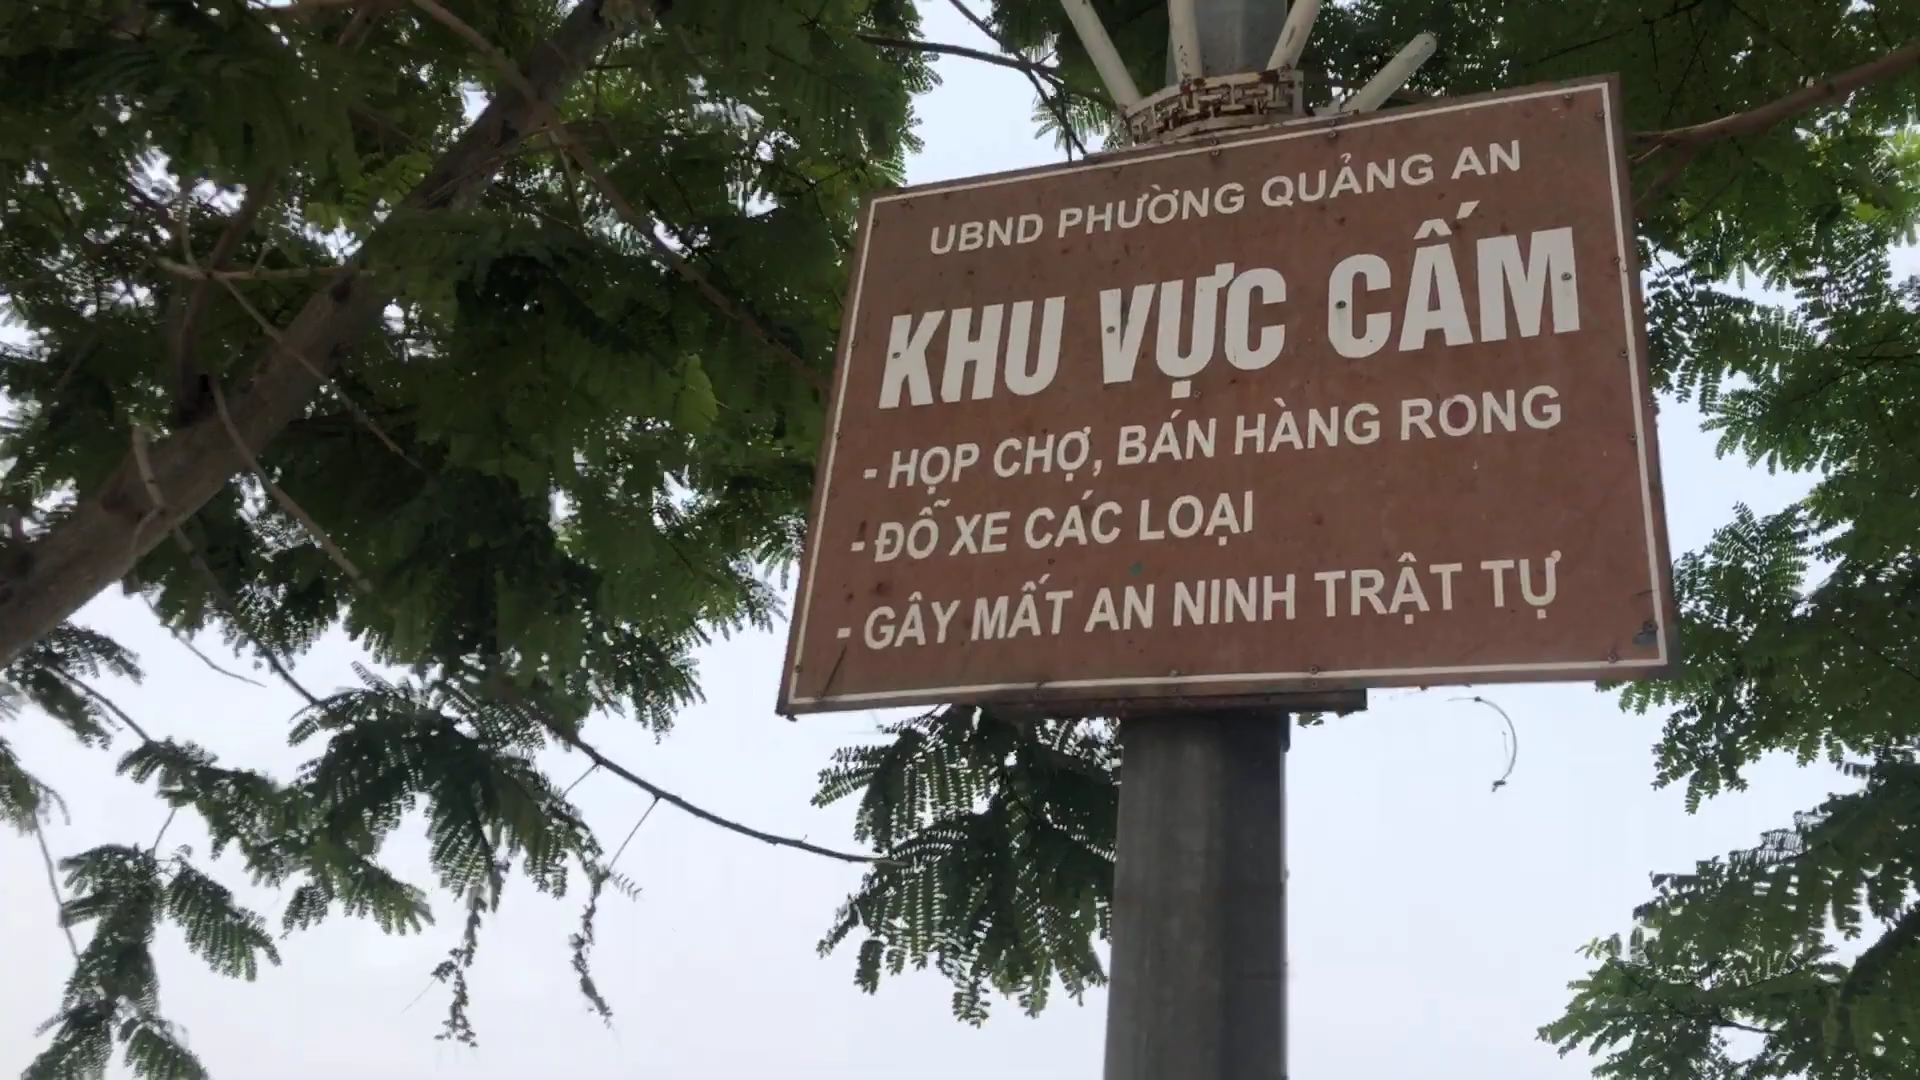 UBND PHƯỜNG QUẢNG AN
KHU VỰC CẤM
- HỌP CHỢ, BÁN HÀNG RONG
- ĐỖ XE CÁC LOẠI
- GÂY MẤT AN NINH TRẬT TỰ